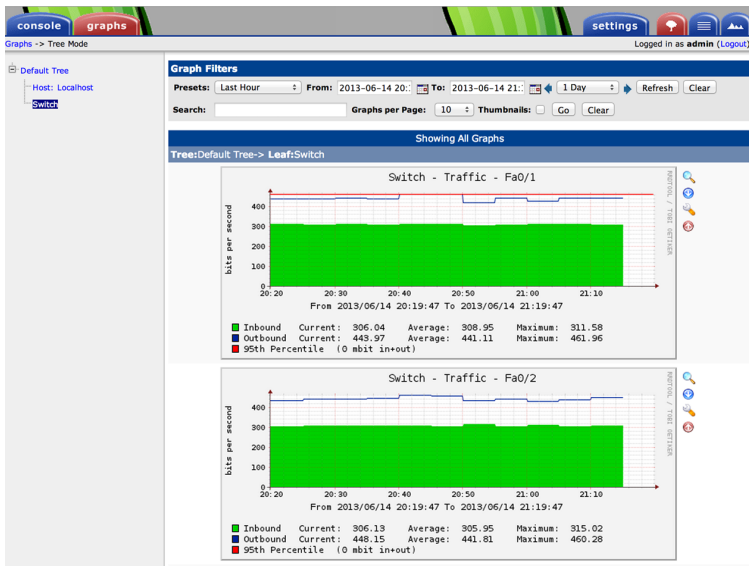 console graphs settings
Graphs -> Tree Mode Logged in as admin (Logout)
Default Tree
Host: Localhost
Switch
Graph Filters
Presets: Last Hour From: 2013-06-14 20: To: 2013-06-14 21: 1 Day Refresh Clear
Search: Graphs per Page: 10 Thumbnails: Go Clear
Showing All Graphs
Tree:Default Tree-> Leaf:Switch
Switch - Traffic - Fa0/1
RRDTOOL / TOBI OETIKER
bits per second
400
300
200
100
0
20:20 20:30 20:40 20:50 21:00 21:10
From 2013/06/14 20:19:47 To 2013/06/14 21:19:47
Inbound Current: 306.04 Average: 308.95 Maximum: 311.58
Outbound Current: 443.97 Average: 441.11 Maximum: 461.96
95th Percentile (0 mbit in+out)
Switch - Traffic - Fa0/2
RRDTOOL / TOBI OETIKER
bits per second
400
300
200
100
0
20:20 20:30 20:40 20:50 21:00 21:10
From 2013/06/14 20:19:47 To 2013/06/14 21:19:47
Inbound Current: 306.13 Average: 305.95 Maximum: 315.02
Outbound Current: 448.15 Average: 441.81 Maximum: 460.28
95th Percentile (0 mbit in+out)